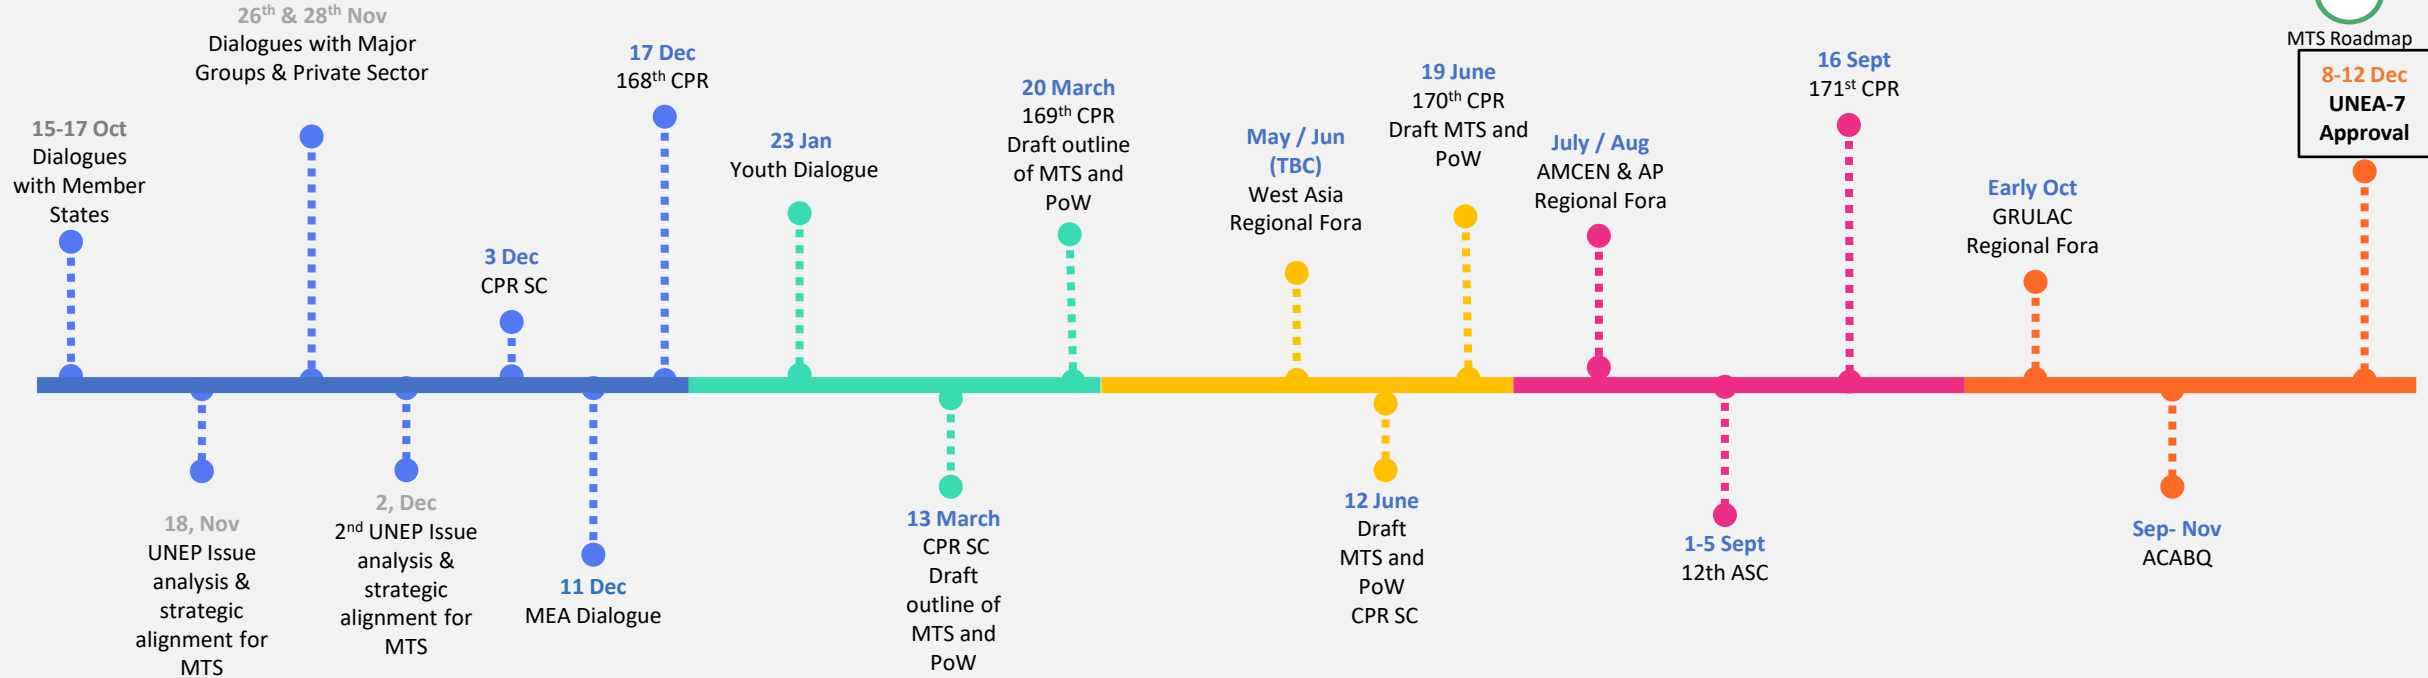 26th & 28th Nov
Dialogues with Major
Groups & Private Sector
15-17 Oct
Dialogues
with Member
States
3 Dec
CPR SC
17 Dec
168th CPR
23 Jan
Youth Dialogue
20 March
169th CPR
Draft outline
of MTS and
PoW
May / Jun
(TBC)
West Asia
Regional Fora
19 June
170th CPR
Draft MTS and
PoW
July / Aug
AMCEN & AP
Regional Fora
16 Sept
171st CPR
Early Oct
GRULAC
Regional Fora
MTS Roadmap
8-12 Dec
UNEA-7
Approval
18, Nov
UNEP Issue
analysis &
strategic
alignment for
MTS
2, Dec
2nd UNEP Issue
analysis &
strategic
alignment for
MTS
11 Dec
MEA Dialogue
13 March
CPR SC
Draft
outline of
MTS and
PoW
12 June
Draft
MTS and
PoW
CPR SC
1-5 Sept
12th ASC
Sep- Nov
ACABQ